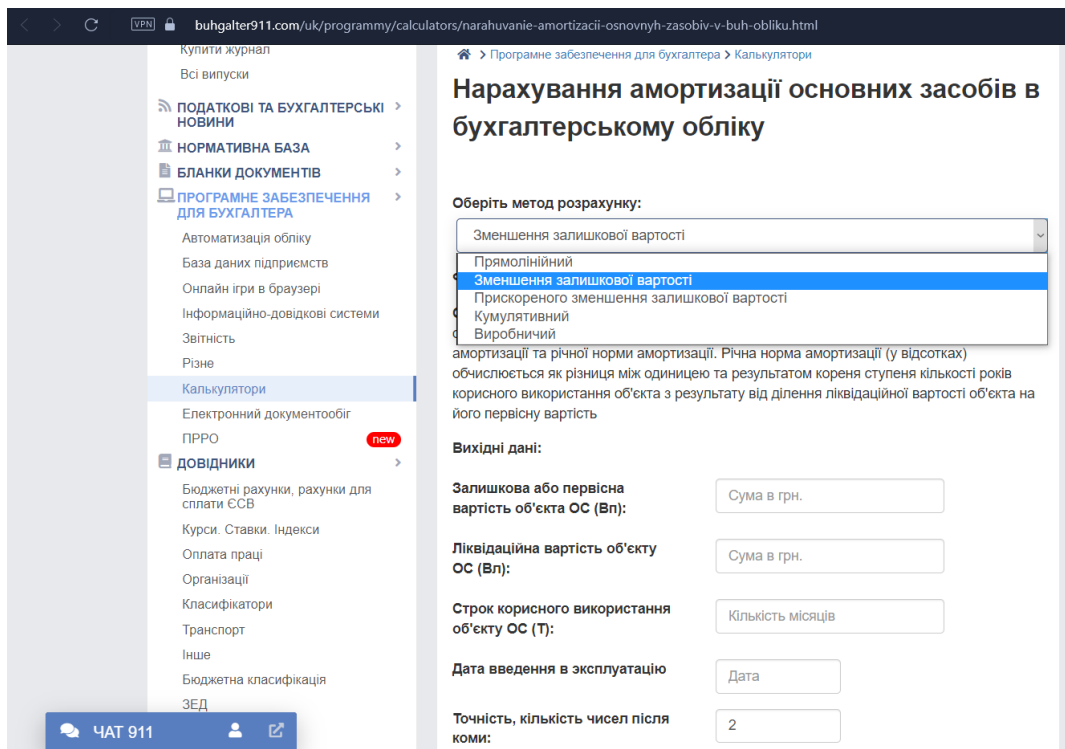 VPN
buhgalter911.com/uk/programmy/calculators/narahuvanie-amortizacii-osnovnyh-zasobiv-v-buh-obliku.html
Купити журнал
Всі випуски
ПОДАТКОВІ ТА БУХГАЛТЕРСЬКІ
НОВИНИ
НОРМАТИВНА БАЗА
БЛАНКИ ДОКУМЕНТІВ
ПРОГРАМНЕ ЗАБЕЗПЕЧЕННЯ
ДЛЯ БУХГАЛТЕРА
Автоматизація обліку
База даних підприємств
Онлайн ігри в браузері
Інформаційно-довідкові системи
Звітність
Різне
Калькулятори
Електронний документообіг
ПРРО
new
ДОВІДНИКИ
Бюджетні рахунки, рахунки для
сплати ЄСВ
Курси. Ставки. Індекси
Оплата праці
Організації
Класифікатори
Транспорт
Інше
Бюджетна класифікація
ЗЕД
ЧАТ 911
> Програмне забезпечення для бухгалтера > Калькулятори
Нарахування амортизації основних засобів в
бухгалтерському обліку
Оберіть метод розрахунку:
Зменшення залишкової вартості
Прямолінійний
Зменшення залишкової вартості
Прискореного зменшення залишкової вартості
Кумулятивний
Виробничий
амортизації та річної норми амортизації. Річна норма амортизації (у відсотках)
обчислюється як різниця між одиницею та результатом кореня ступеня кількості років
корисного використання об'єкта з результату від ділення ліквідаційної вартості об'єкта на
його первісну вартість
Вихідні дані:
Залишкова або первісна
вартість об'єкта ОС (Вп):
Сума в грн.
Ліквідаційна вартість об'єкту
ОС (Вл):
Сума в грн.
Строк корисного використання
об'єкту ОС (Т):
Кількість місяців
Дата введення в эксплуатацію
Дата
Точність, кількість чисел після
коми:
2